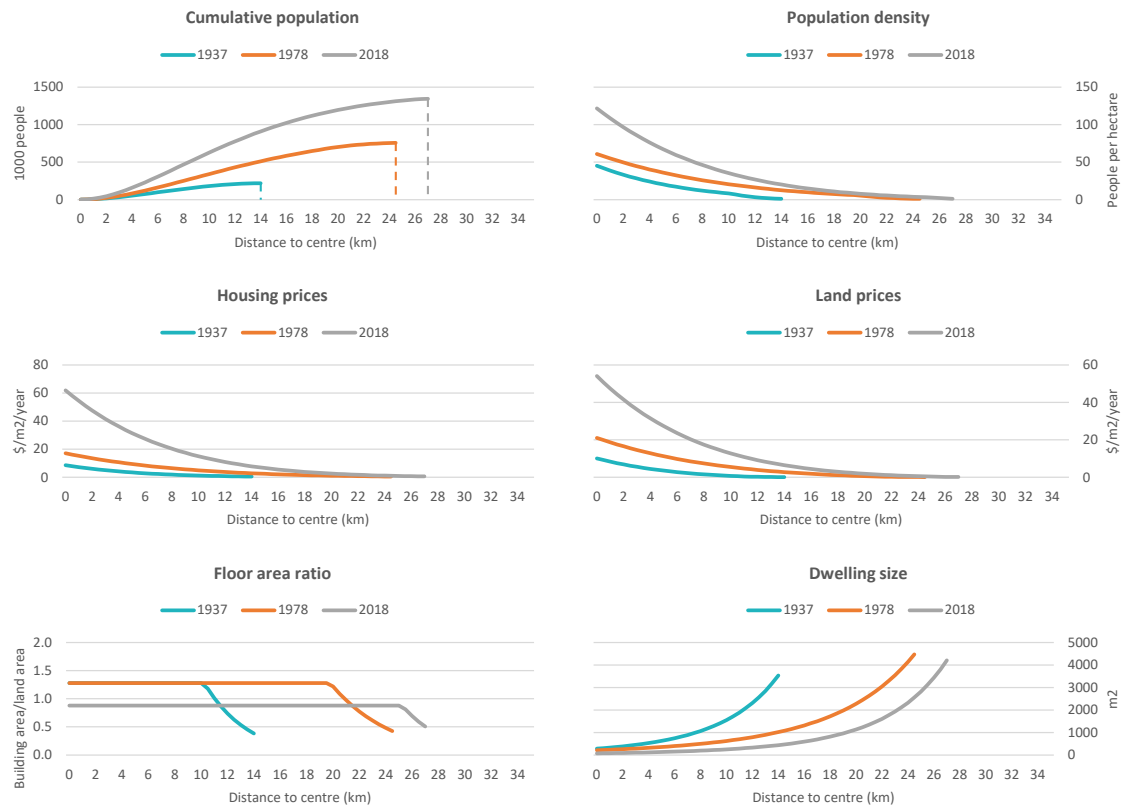 Cumulative population
1937 1978 2018
1000 people
1500
1000
500
0
0 2 4 6 8 10 12 14 16 18 20 22 24 26 28 30 32 34
Distance to centre (km)
Population density
1937 1978 2018
150
100
50
0
People per hectare
0 2 4 6 8 10 12 14 16 18 20 22 24 26 28 30 32 34
Distance to centre (km)
Housing prices
1937 1978 2018
$/m2/year
80
60
40
20
0
0 2 4 6 8 10 12 14 16 18 20 22 24 26 28 30 32 34
Distance to centre (km)
Land prices
1937 1978 2018
60
40
20
0
$/m2/year
0 2 4 6 8 10 12 14 16 18 20 22 24 26 28 30 32 34
Distance to centre (km)
Floor area ratio
1937 1978 2018
Building area/land area
2.0
1.5
1.0
0.5
0.0
0 2 4 6 8 10 12 14 16 18 20 22 24 26 28 30 32 34
Distance to centre (km)
Dwelling size
1937 1978 2018
5000
4000
3000
2000
1000
0
m2
0 2 4 6 8 10 12 14 16 18 20 22 24 26 28 30 32 34
Distance to centre (km)